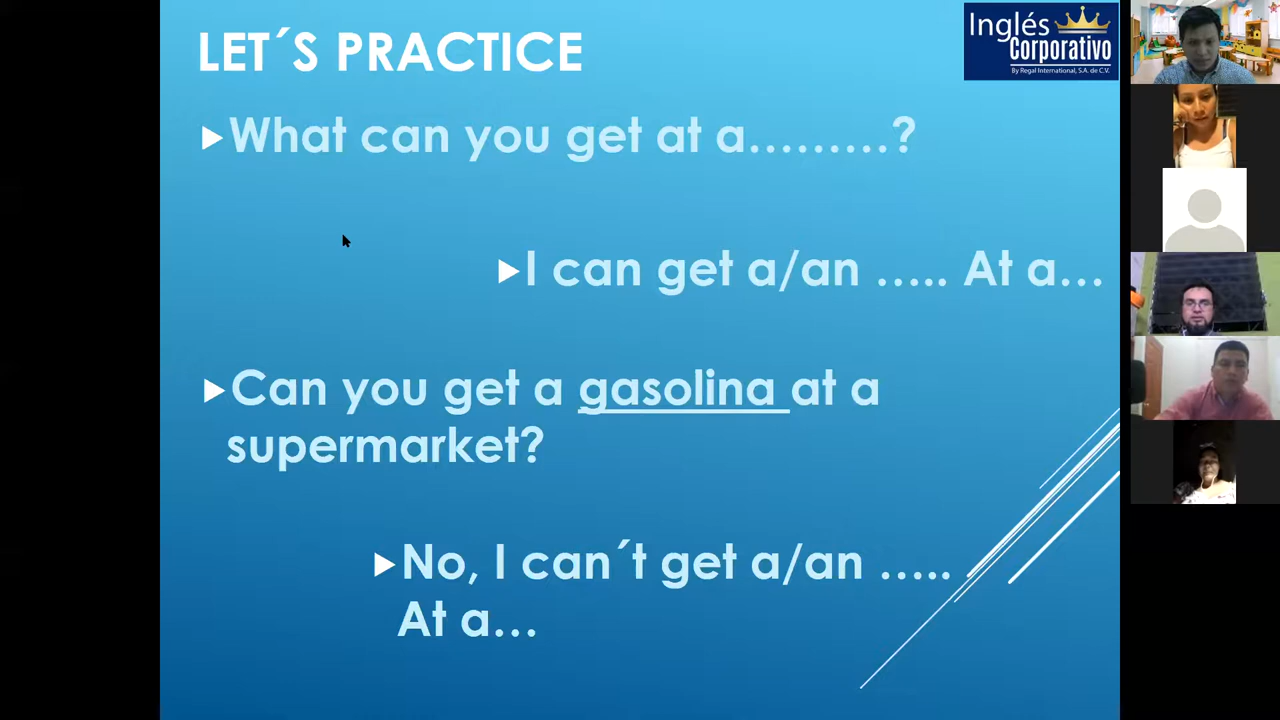 LET´S PRACTICE
Inglés
Corporativo
By Regal International, S.A. de C.V.
What can you get at a………?
I can get a/an ….. At a…
Can you get a gasolina at a
supermarket?
No, I can´t get a/an …..
At a…